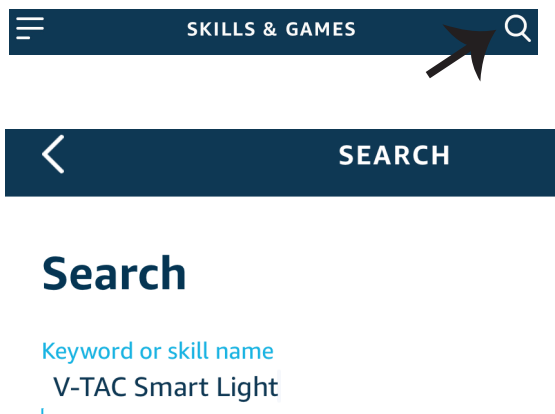 SKILLS & GAMES
SEARCH
Search
Keyword or skill name
V-TAC Smart Light